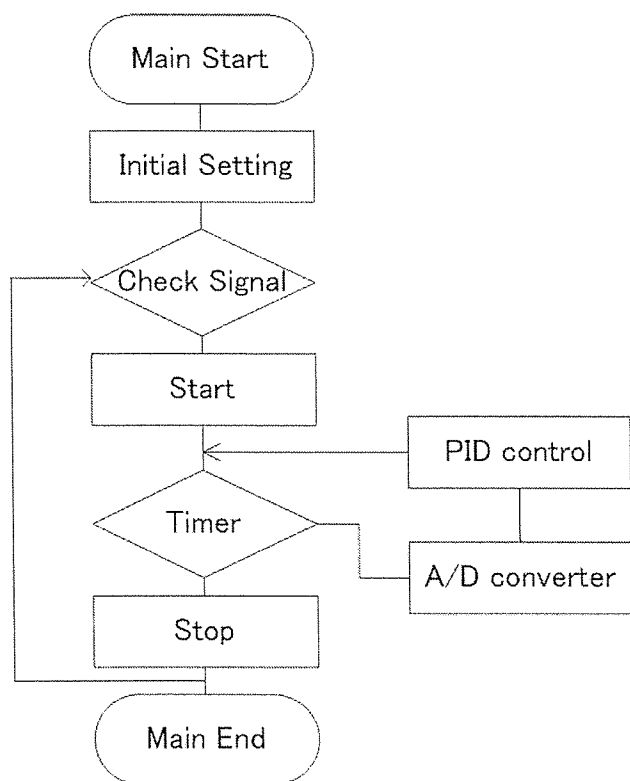 Main Start
Initial Setting
Check Signal
Start
PID control
Timer
A/D converter
Stop
Main End